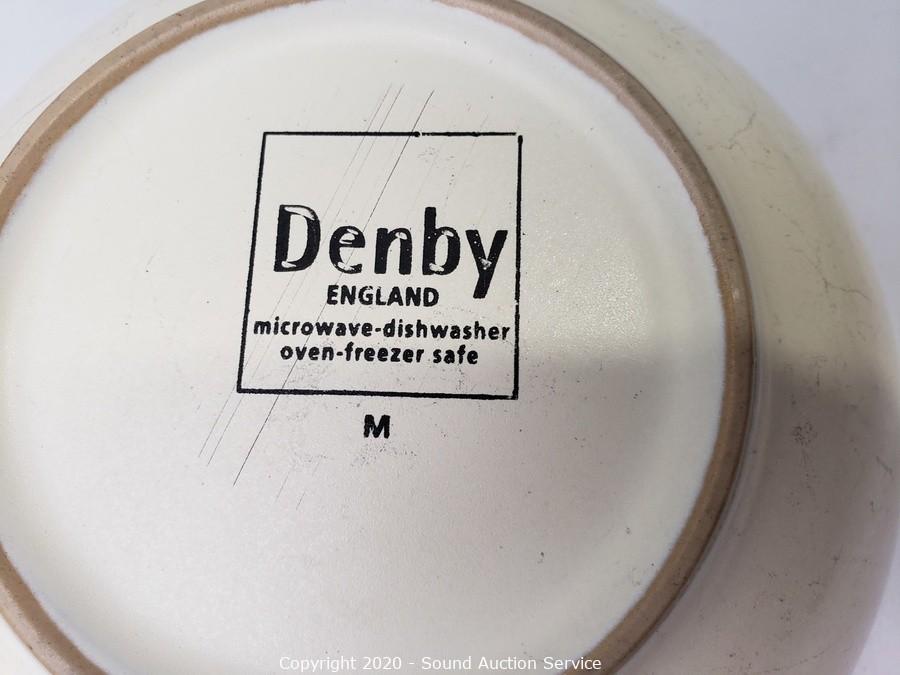 Denby
ENGLAND
microwave-dishwasher
oven-freezer safe
M
Copyright 2020 - Sound Auction Service